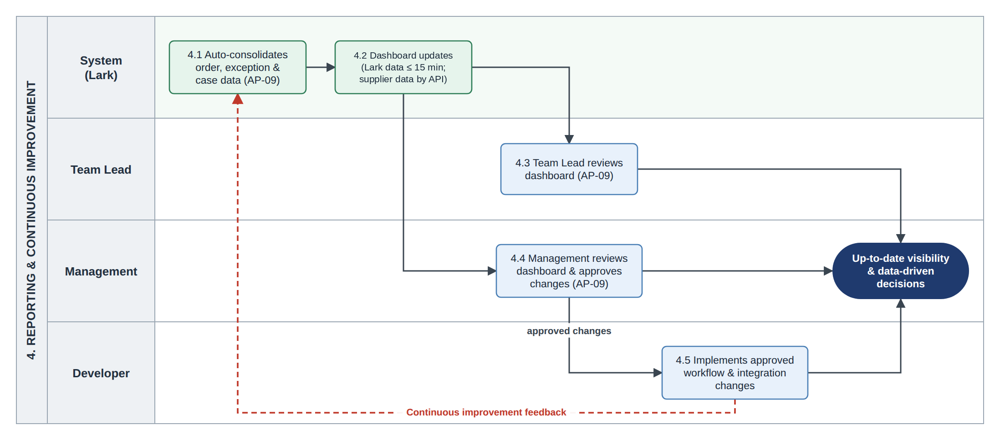 4. REPORTING & CONTINUOUS IMPROVEMENT
System
(Lark)
4.1 Auto-consolidates
order, exception &
case data (AP-09)
4.2 Dashboard updates
(Lark data ≤ 15 min;
supplier data by API)
Team Lead
4.3 Team Lead reviews
dashboard (AP-09)
Management
4.4 Management reviews
dashboard & approves
changes (AP-09)
Up-to-date visibility
& data-driven
decisions
approved changes
Developer
4.5 Implements approved
workflow & integration
changes
Continuous improvement feedback